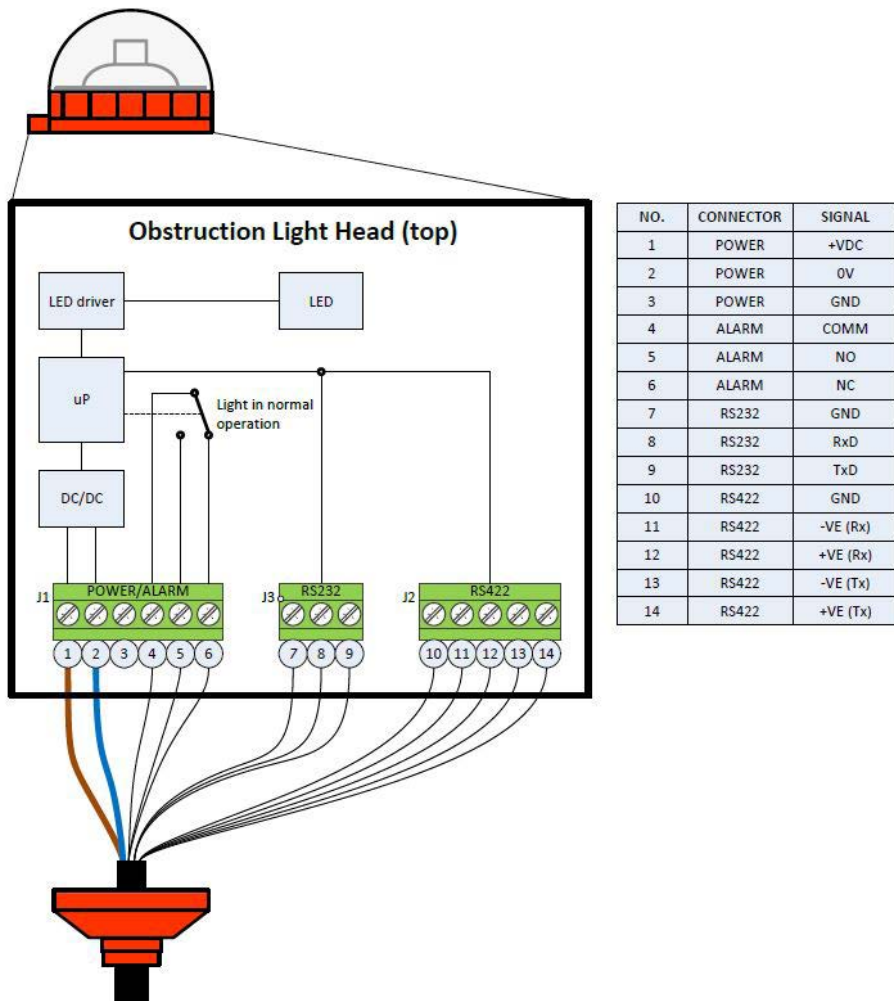 Obstruction Light Head (top)
LED driver
LED
uP
Light in normal
operation
DC/DC
J1 POWER/ALARM
J3 RS232
J2 RS422
1 2 3 4 5 6 7 8 9 10 11 12 13 14
NO. CONNECTOR SIGNAL
1 POWER +VDC
2 POWER 0V
3 POWER GND
4 ALARM COMM
5 ALARM NO
6 ALARM NC
7 RS232 GND
8 RS232 RxD
9 RS232 TxD
10 RS422 GND
11 RS422 -VE (Rx)
12 RS422 +VE (Rx)
13 RS422 -VE (Tx)
14 RS422 +VE (Tx)